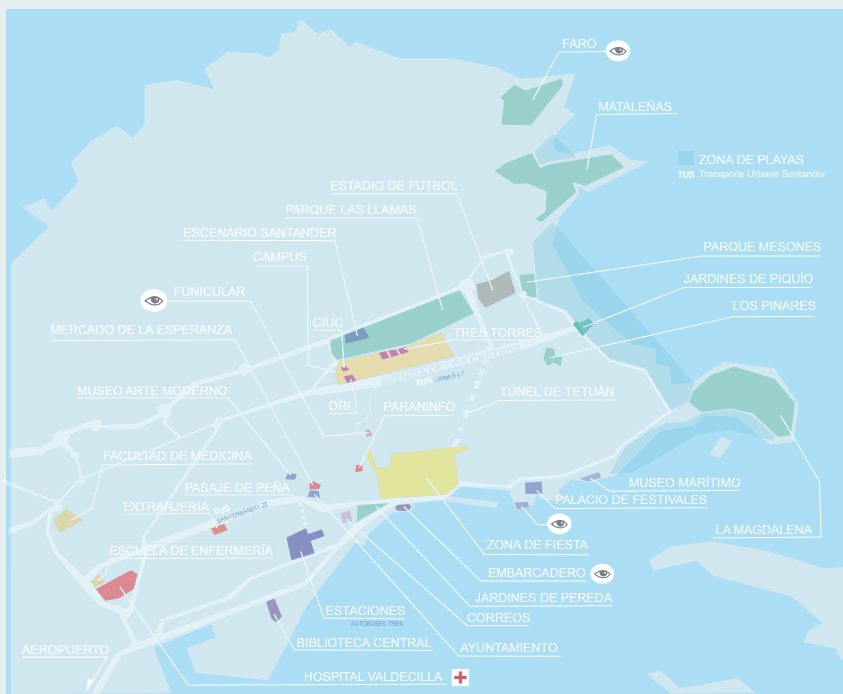 FARO
MATALEÑAS
ZONA DE PLAYAS
TUS Transporte Urbano Santander
ESTADIO DE FUTBOL
PARQUE LAS LLAMAS
ESCENARIO SANTANDER
CAMPUS
PARQUE MESONES
JARDINES DE PIQUÍO
FUNICULAR
LOS PINARES
MERCADO DE LA ESPERANZA
CIUC
TRES TORRES
AVENIDA DE LOS CASTROS
TUS Líneas 6 y 7
MUSEO ARTE MODERNO
TÚNEL DE TETUÁN
ORI
PARANINFO
FACULTAD DE MEDICINA
MUSEO MARÍTIMO
PASAJE DE PEÑA
PALACIO DE FESTIVALES
EXTRANJERÍA
TUS
SAN FERNANDO, 22
LA MAGDALENA
ZONA DE FIESTA
ESCUELA DE ENFERMERÍA
EMBARCADERO
JARDINES DE PEREDA
ESTACIONES
AUTOBUSES, TREN
CORREOS
BIBLIOTECA CENTRAL
AYUNTAMIENTO
AEROPUERTO
HOSPITAL VALDECILLA